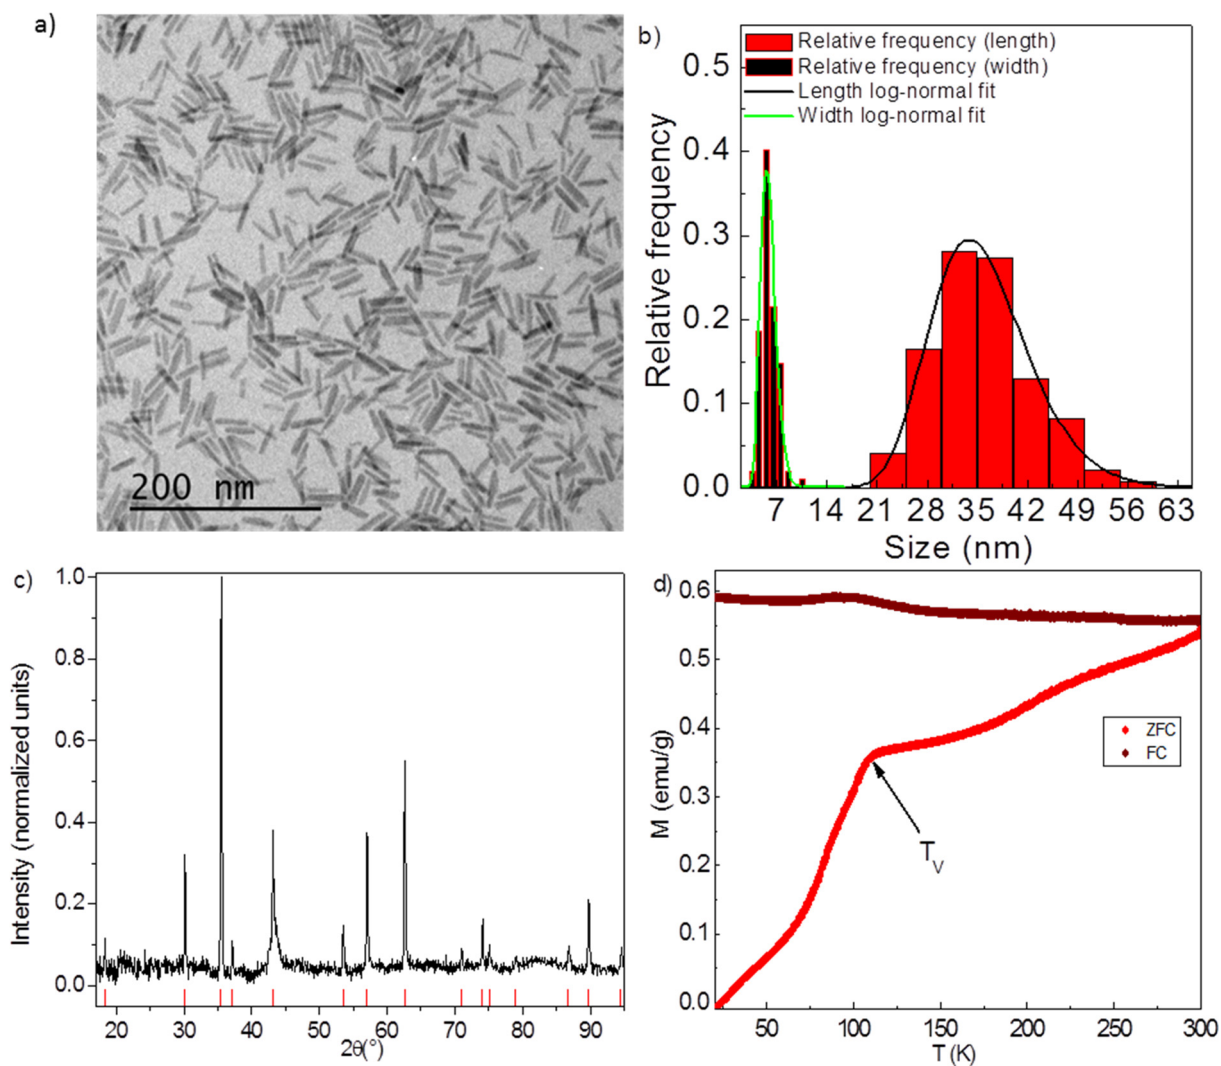 a)
200 nm
b)
Relative frequency (length)
Relative frequency (width)
Length log-normal fit
Width log-normal fit
Relative frequency
0.5
0.4
0.3
0.2
0.1
0.0
7 14 21 28 35 42 49 56 63
Size (nm)
c)
Intensity (normalized units)
1.0
0.8
0.6
0.4
0.2
0.0
20 30 40 50 60 70 80 90
2θ(°)
d)
M (emu/g)
0.6
0.5
0.4
0.3
0.2
0.1
0.0
ZFC
FC
TV
50 100 150 200 250 300
T (K)